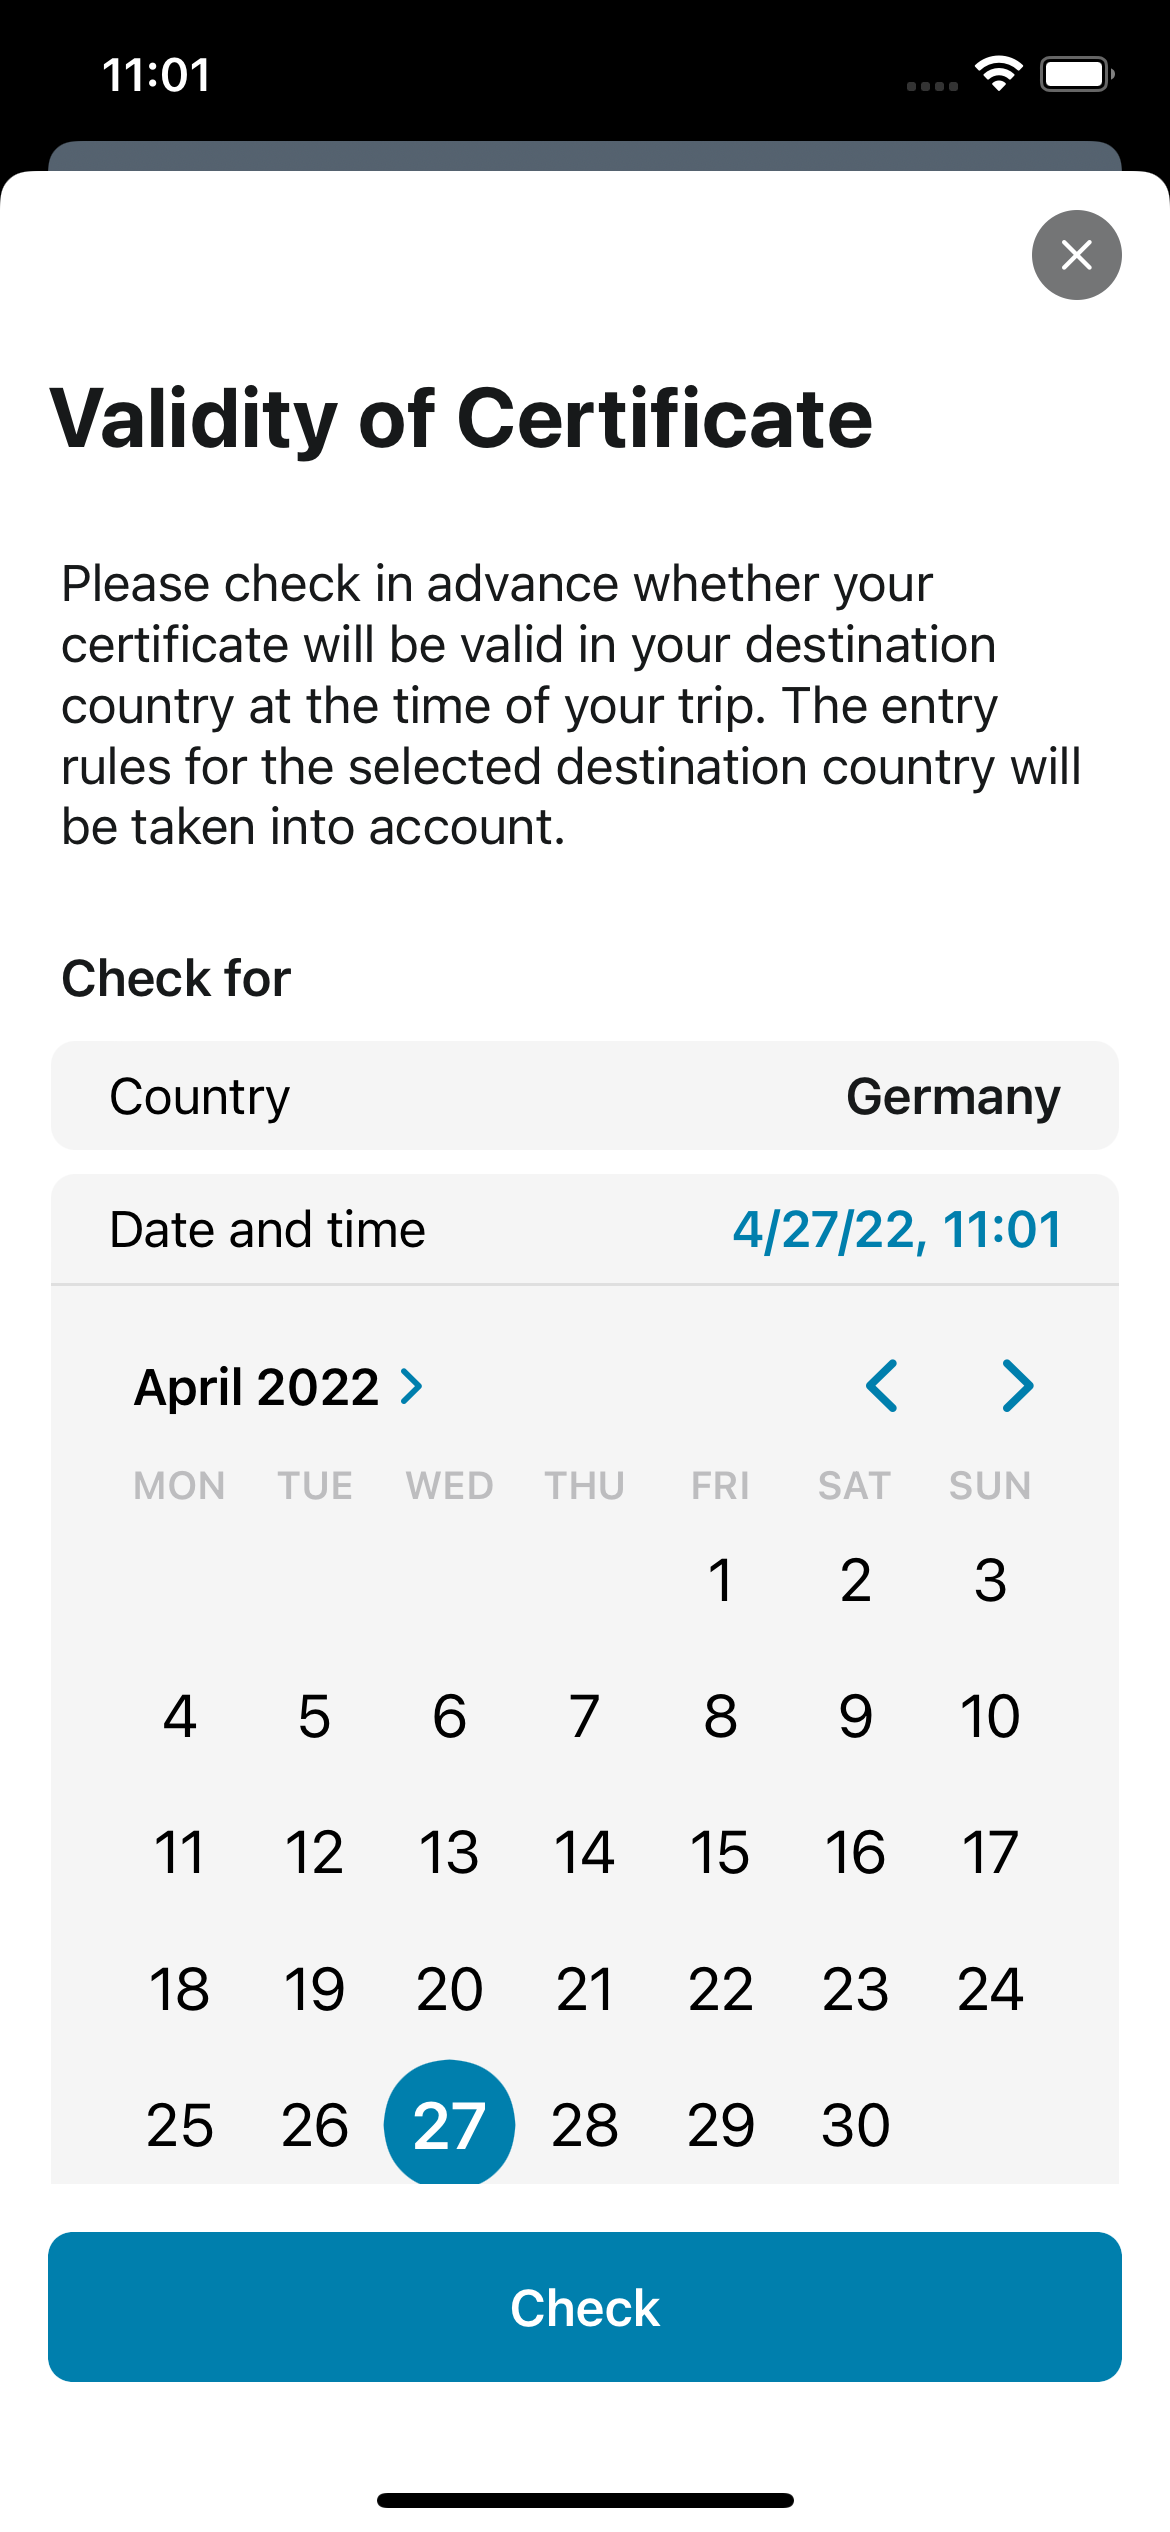 11:01
Validity of Certificate
Please check in advance whether your
certificate will be valid in your destination
country at the time of your trip. The entry
rules for the selected destination country will
be taken into account.
Check for
Country Germany
Date and time 4/27/22, 11:01
April 2022
MON TUE WED THU FRI SAT SUN
1 2 3
4 5 6 7 8 9 10
11 12 13 14 15 16 17
18 19 20 21 22 23 24
25 26 27 28 29 30
Check